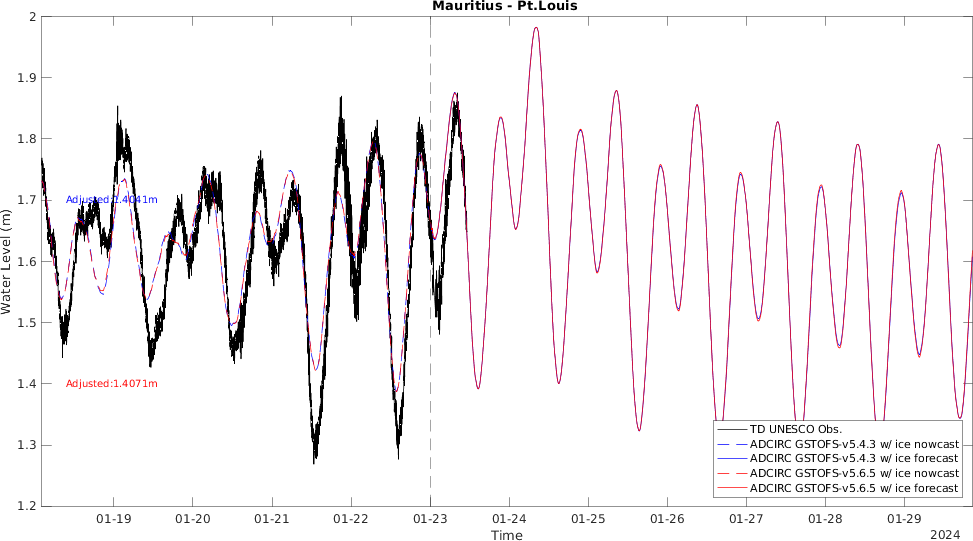 Mauritius - Pt.Louis
2
1.9
1.8
1.7
1.6
1.5
1.4
1.3
1.2
Water Level (m)
Adjusted:1.4041m
Adjusted:1.4071m
TD UNESCO Obs.
ADCIRC GSTOFS-v5.4.3 w/ ice nowcast
ADCIRC GSTOFS-v5.4.3 w/ ice forecast
ADCIRC GSTOFS-v5.6.5 w/ ice nowcast
ADCIRC GSTOFS-v5.6.5 w/ ice forecast
01-19 01-20 01-21 01-22 01-23 01-24 01-25 01-26 01-27 01-28 01-29
Time
2024